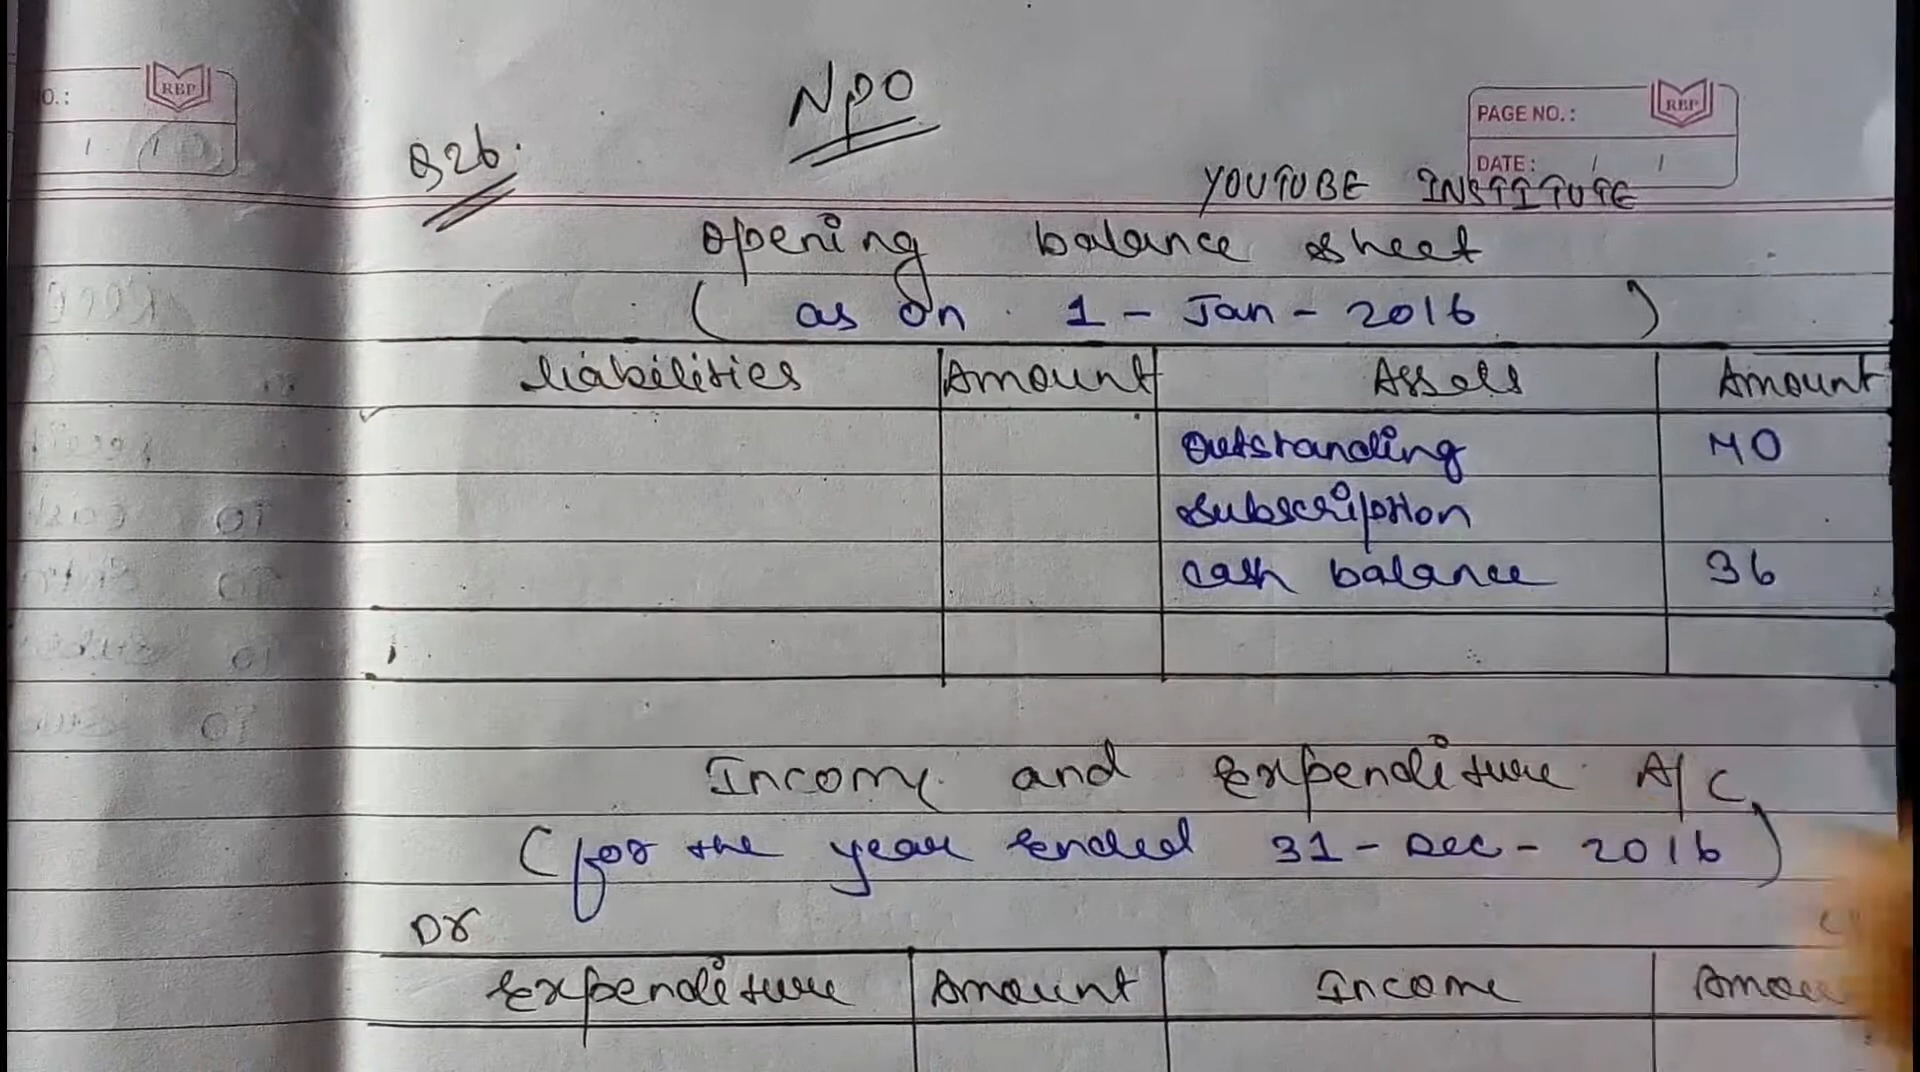 O.:
RBP
NPO
PAGE NO.:
RBP
DATE: / /
Q26.
YOUTUBE INSTITUTE
opening balance sheet
(as on 1 - Jan - 2016)
liabilities Amount Assets Amount
outstanding 40
subscription
cash balance 36
Income and Expenditure A/C
(for the year ended 31 - Dec - 2016)
Dr
Expenditure Amount Income